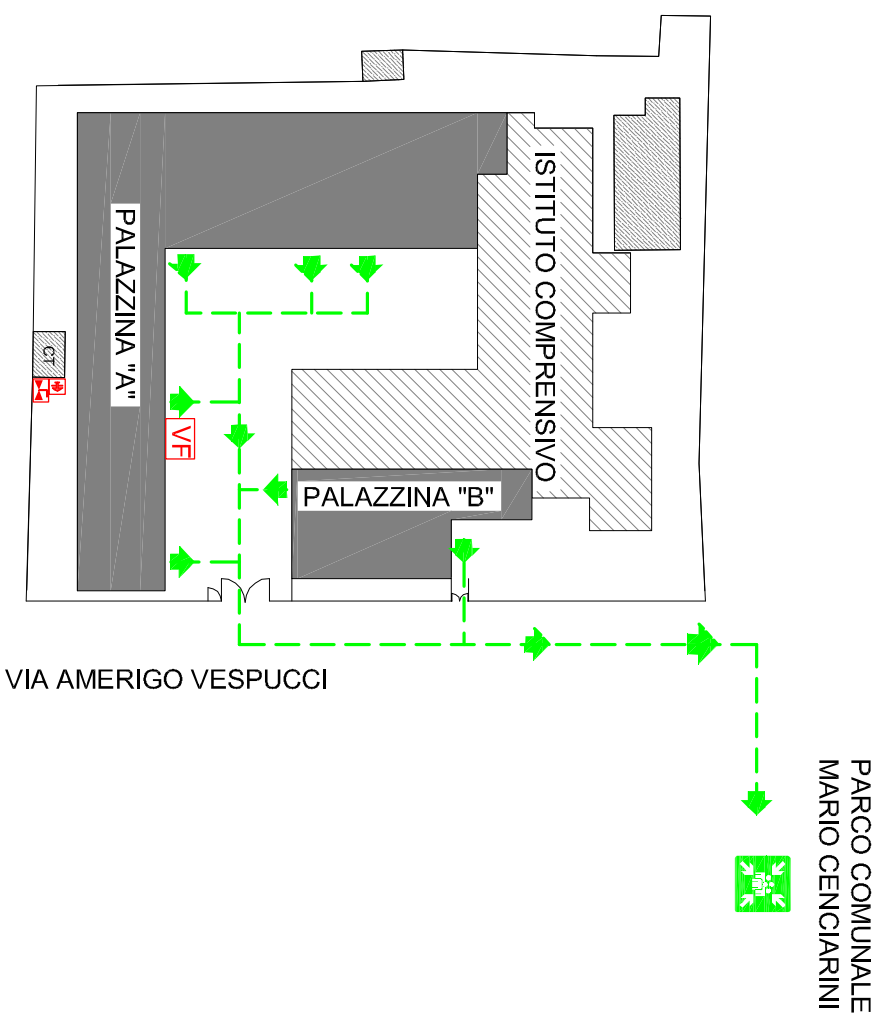 ISTITUTO COMPRENSIVO
PALAZZINA "A"
CT
VF
PALAZZINA "B"
VIA AMERIGO VESPUCCI
PARCO COMUNALE
MARIO CENCIARINI